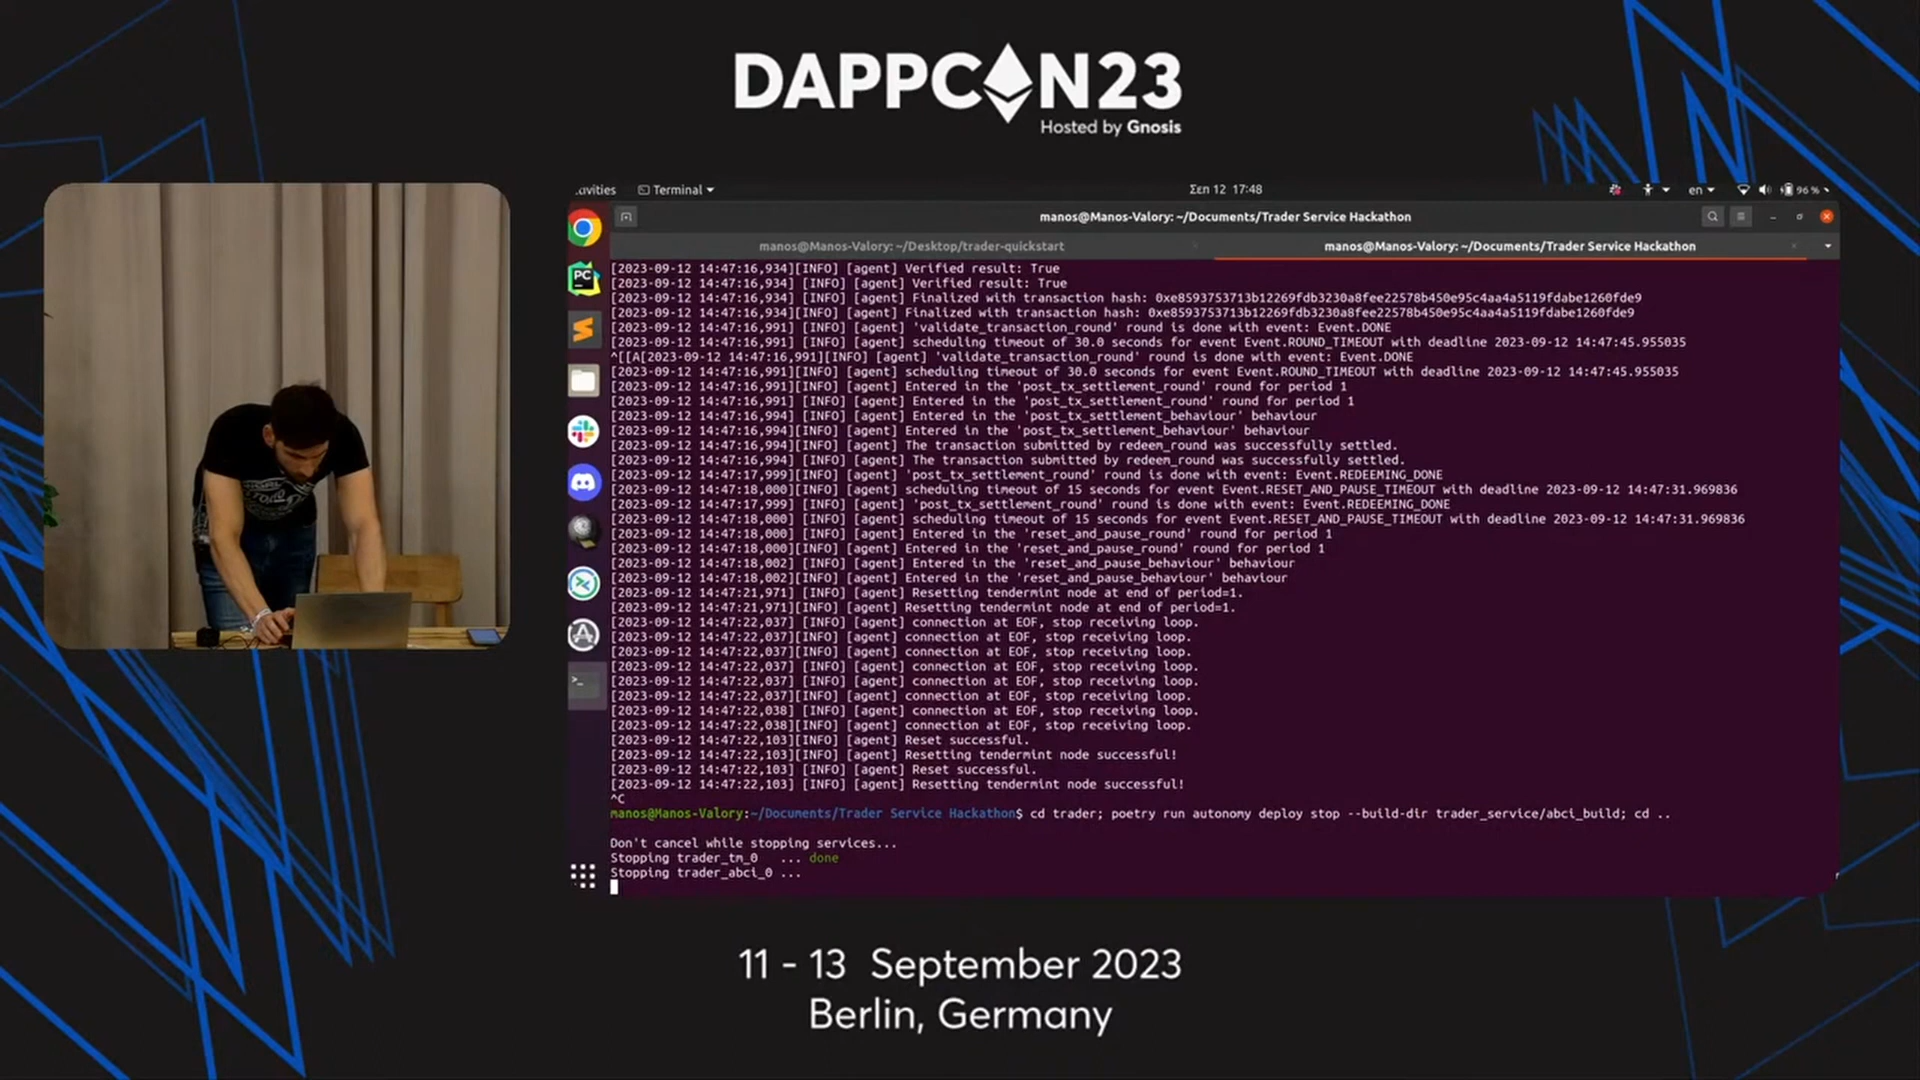 DAPPCON23
Hosted by Gnosis
Terminal
Σεπ 12 17:48
en
96 %
manos@Manos-Valory: ~/Documents/Trader Service Hackathon
manos@Manos-Valory: ~/Desktop/trader-quickstart
manos@Manos-Valory: ~/Documents/Trader Service Hackathon
[2023-09-12 14:47:16,934][INFO] [agent] Verified result: True
[2023-09-12 14:47:16,934] [INFO] [agent] Verified result: True
[2023-09-12 14:47:16,934] [INFO] [agent] Finalized with transaction hash: 0xe8593753713b12269fdb3230a8fee22578b450e95c4aa4a5119fdabe1260fde9
[2023-09-12 14:47:16,934][INFO] [agent] Finalized with transaction hash: 0xe8593753713b12269fdb3230a8fee22578b450e95c4aa4a5119fdabe1260fde9
[2023-09-12 14:47:16,991] [INFO] [agent] 'validate_transaction_round' round is done with event: Event.DONE
[2023-09-12 14:47:16,991] [INFO] [agent] scheduling timeout of 30.0 seconds for event Event.ROUND_TIMEOUT with deadline 2023-09-12 14:47:45.955035
^[[A[2023-09-12 14:47:16,991][INFO] [agent] 'validate_transaction_round' round is done with event: Event.DONE
[2023-09-12 14:47:16,991][INFO] [agent] scheduling timeout of 30.0 seconds for event Event.ROUND_TIMEOUT with deadline 2023-09-12 14:47:45.955035
[2023-09-12 14:47:16,991][INFO] [agent] Entered in the 'post_tx_settlement_round' round for period 1
[2023-09-12 14:47:16,991] [INFO] [agent] Entered in the 'post_tx_settlement_round' round for period 1
[2023-09-12 14:47:16,994] [INFO] [agent] Entered in the 'post_tx_settlement_behaviour' behaviour
[2023-09-12 14:47:16,994][INFO] [agent] Entered in the 'post_tx_settlement_behaviour' behaviour
[2023-09-12 14:47:16,994][INFO] [agent] The transaction submitted by redeem_round was successfully settled.
[2023-09-12 14:47:16,994] [INFO] [agent] The transaction submitted by redeem_round was successfully settled.
[2023-09-12 14:47:17,999][INFO] [agent] 'post_tx_settlement_round' round is done with event: Event.REDEEMING_DONE
[2023-09-12 14:47:18,000][INFO] [agent] scheduling timeout of 15 seconds for event Event.RESET_AND_PAUSE_TIMEOUT with deadline 2023-09-12 14:47:31.969836
[2023-09-12 14:47:17,999] [INFO] [agent] 'post_tx_settlement_round' round is done with event: Event.REDEEMING_DONE
[2023-09-12 14:47:18,000] [INFO] [agent] scheduling timeout of 15 seconds for event Event.RESET_AND_PAUSE_TIMEOUT with deadline 2023-09-12 14:47:31.969836
[2023-09-12 14:47:18,000] [INFO] [agent] Entered in the 'reset_and_pause_round' round for period 1
[2023-09-12 14:47:18,000][INFO] [agent] Entered in the 'reset_and_pause_round' round for period 1
[2023-09-12 14:47:18,002] [INFO] [agent] Entered in the 'reset_and_pause_behaviour' behaviour
[2023-09-12 14:47:18,002][INFO] [agent] Entered in the 'reset_and_pause_behaviour' behaviour
[2023-09-12 14:47:21,971] [INFO] [agent] Resetting tendermint node at end of period=1.
[2023-09-12 14:47:21,971][INFO] [agent] Resetting tendermint node at end of period=1.
[2023-09-12 14:47:22,037] [INFO] [agent] connection at EOF, stop receiving loop.
[2023-09-12 14:47:22,037][INFO] [agent] connection at EOF, stop receiving loop.
[2023-09-12 14:47:22,037] [INFO] [agent] connection at EOF, stop receiving loop.
[2023-09-12 14:47:22,037] [INFO] [agent] connection at EOF, stop receiving loop.
[2023-09-12 14:47:22,037][INFO] [agent] connection at EOF, stop receiving loop.
[2023-09-12 14:47:22,037][INFO] [agent] connection at EOF, stop receiving loop.
[2023-09-12 14:47:22,038] [INFO] [agent] connection at EOF, stop receiving loop.
[2023-09-12 14:47:22,038][INFO] [agent] connection at EOF, stop receiving loop.
[2023-09-12 14:47:22,103][INFO] [agent] Reset successful.
[2023-09-12 14:47:22,103][INFO] [agent] Resetting tendermint node successful!
[2023-09-12 14:47:22,103] [INFO] [agent] Reset successful.
[2023-09-12 14:47:22,103] [INFO] [agent] Resetting tendermint node successful!
^C
manos@Manos-Valory:~/Documents/Trader Service Hackathon$ cd trader; poetry run autonomy deploy stop --build-dir trader_service/abci_build; cd ..
Don't cancel while stopping services...
Stopping trader_tm_0 ... done
Stopping trader_abci_0 ...
11 - 13 September 2023
Berlin, Germany